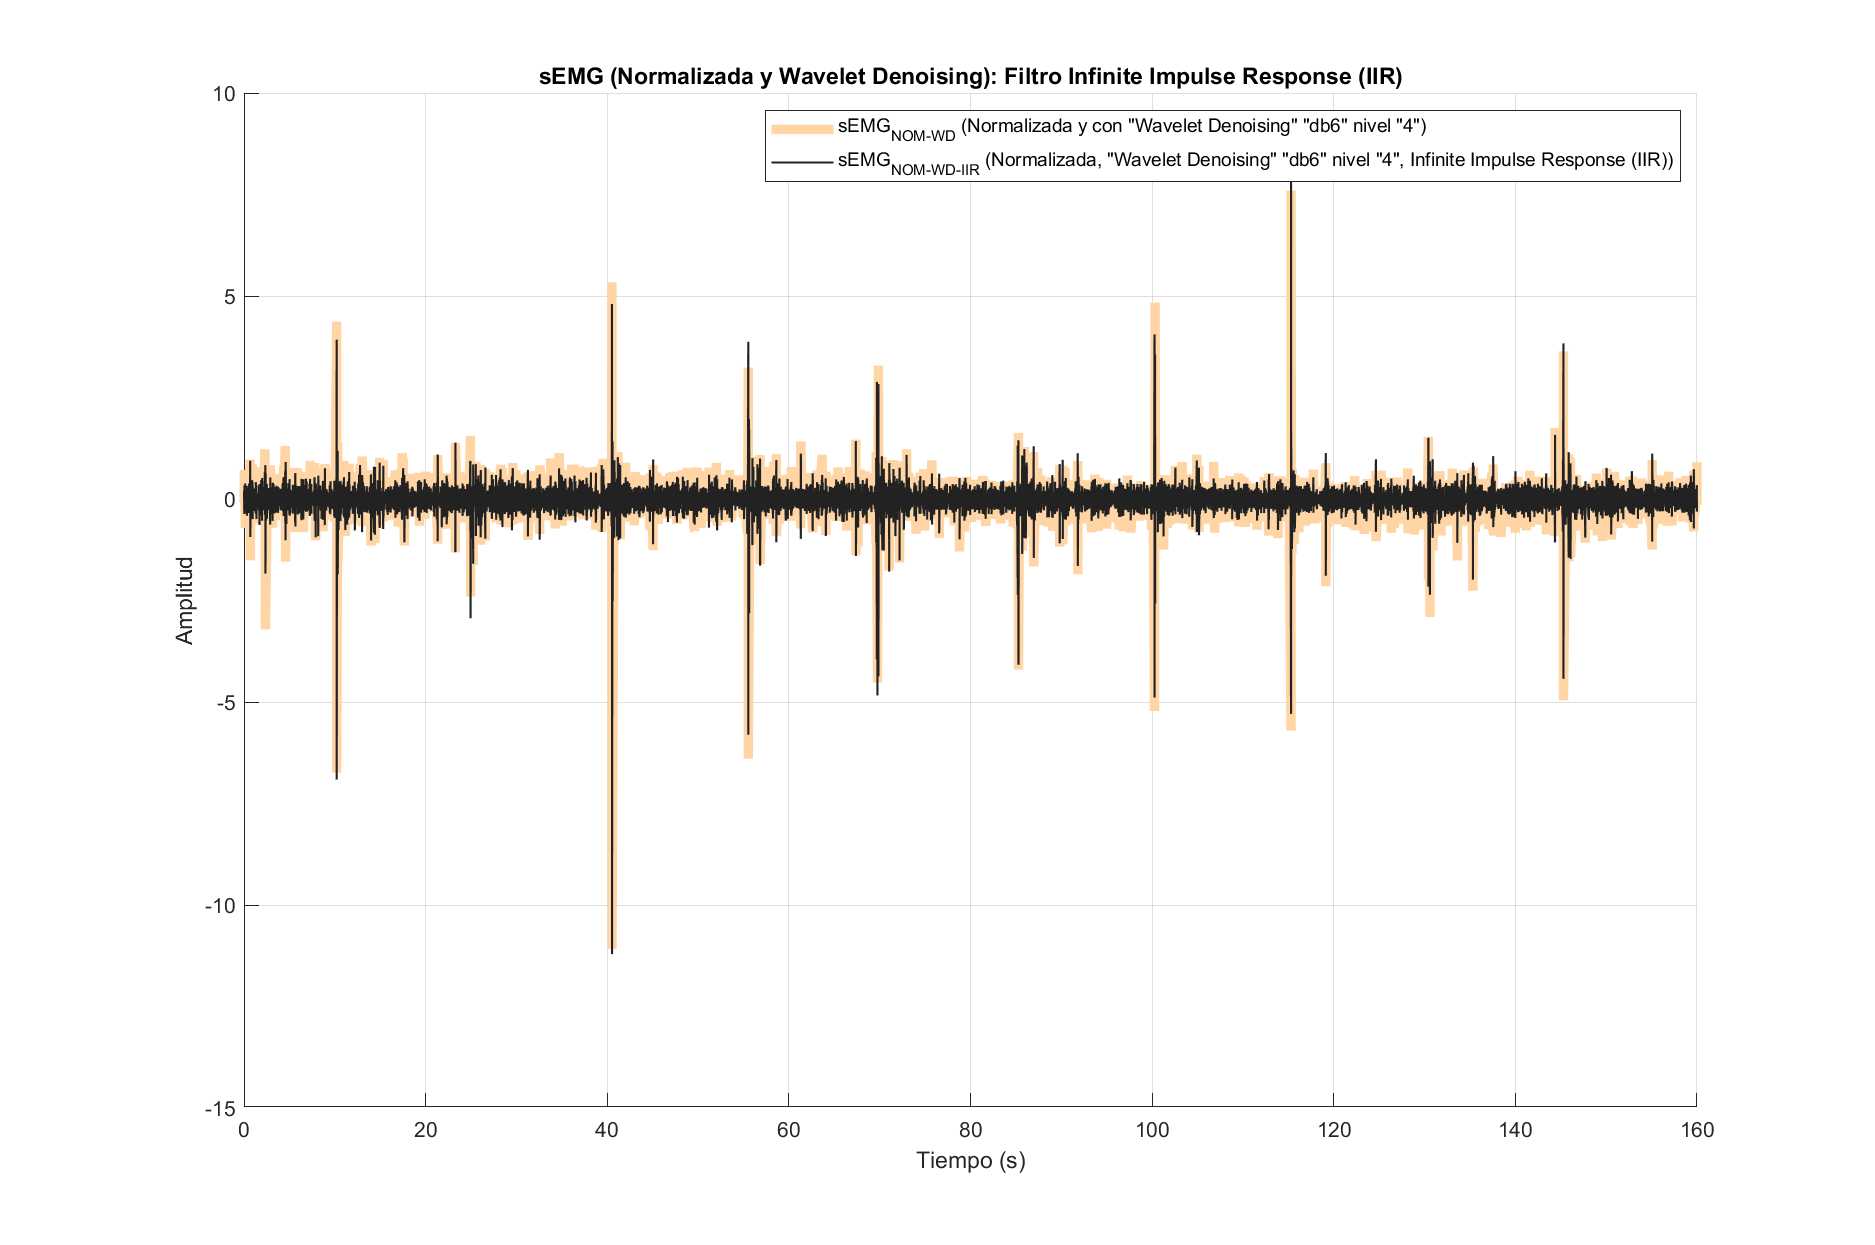 sEMG (Normalizada y Wavelet Denoising): Filtro Infinite Impulse Response (IIR)
sEMG_NOM-WD (Normalizada y con "Wavelet Denoising" "db6" nivel "4")
sEMG_NOM-WD-IIR (Normalizada, "Wavelet Denoising" "db6" nivel "4", Infinite Impulse Response (IIR))
Amplitud
10
5
0
-5
-10
-15
0 20 40 60 80 100 120 140 160
Tiempo (s)